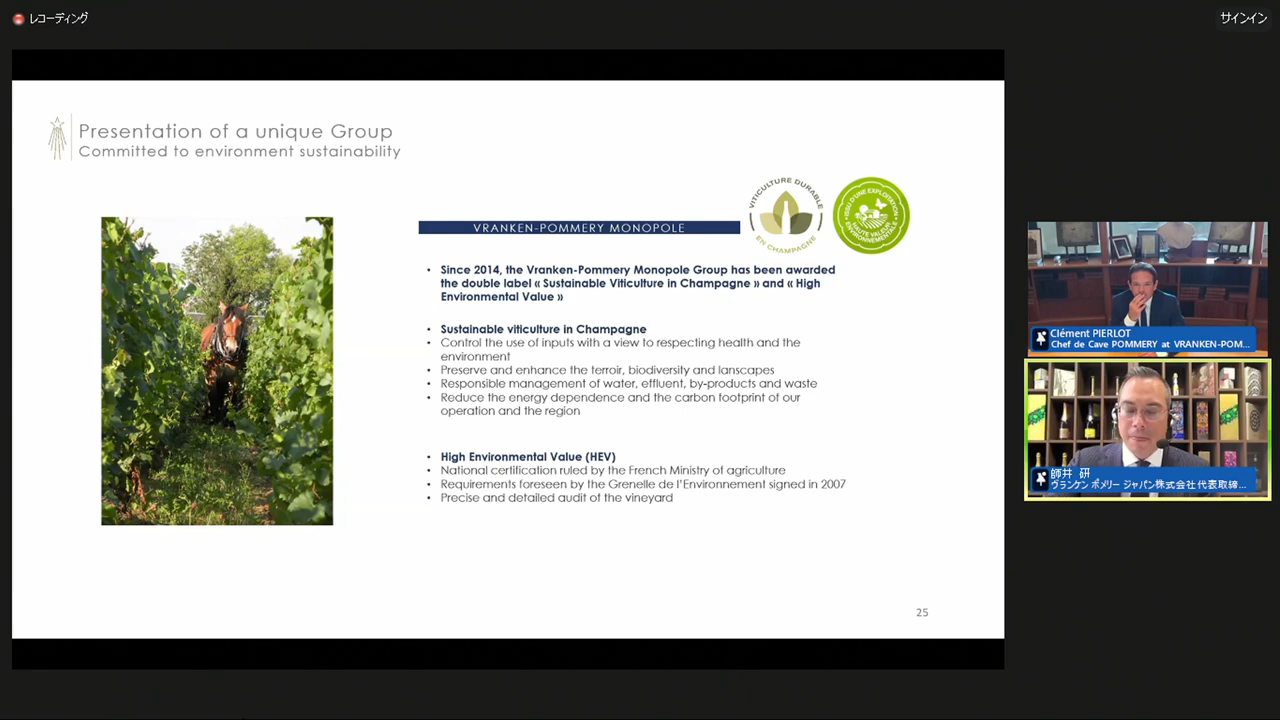 レコーディング
サインイン
Presentation of a unique Group
Committed to environment sustainability
VITICULTURE DURABLE
EN CHAMPAGNE
ISSU D'UNE EXPLOITATION
HAUTE VALEUR
ENVIRONNEMENTALE
VRANKEN-POMMERY MONOPOLE
• Since 2014, the Vranken-Pommery Monopole Group has been awarded
the double label « Sustainable Viticulture in Champagne » and « High
Environmental Value »
• Sustainable viticulture in Champagne
• Control the use of inputs with a view to respecting health and the
environment
• Preserve and enhance the terroir, biodiversity and lanscapes
• Responsible management of water, effluent, by-products and waste
• Reduce the energy dependence and the carbon footprint of our
operation and the region
• High Environmental Value (HEV)
• National certification ruled by the French Ministry of agriculture
• Requirements foreseen by the Grenelle de l'Environnement signed in 2007
• Precise and detailed audit of the vineyard
25
Clément PIERLOT
Chef de Cave POMMERY at VRANKEN-POM...
師井 研
ヴランケン ポメリー ジャパン株式会社 代表取締...